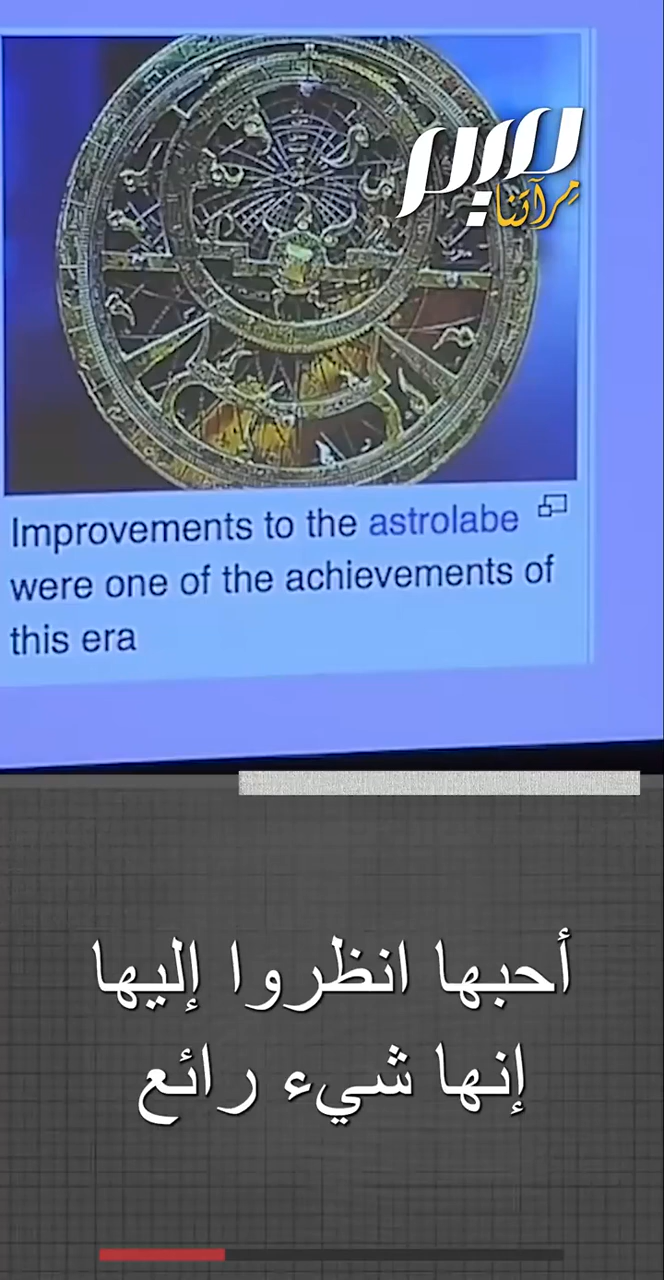 سير
مرآتنا
Improvements to the astrolabe
were one of the achievements of
this era
أحبها انظروا إليها
إنها شيء رائع